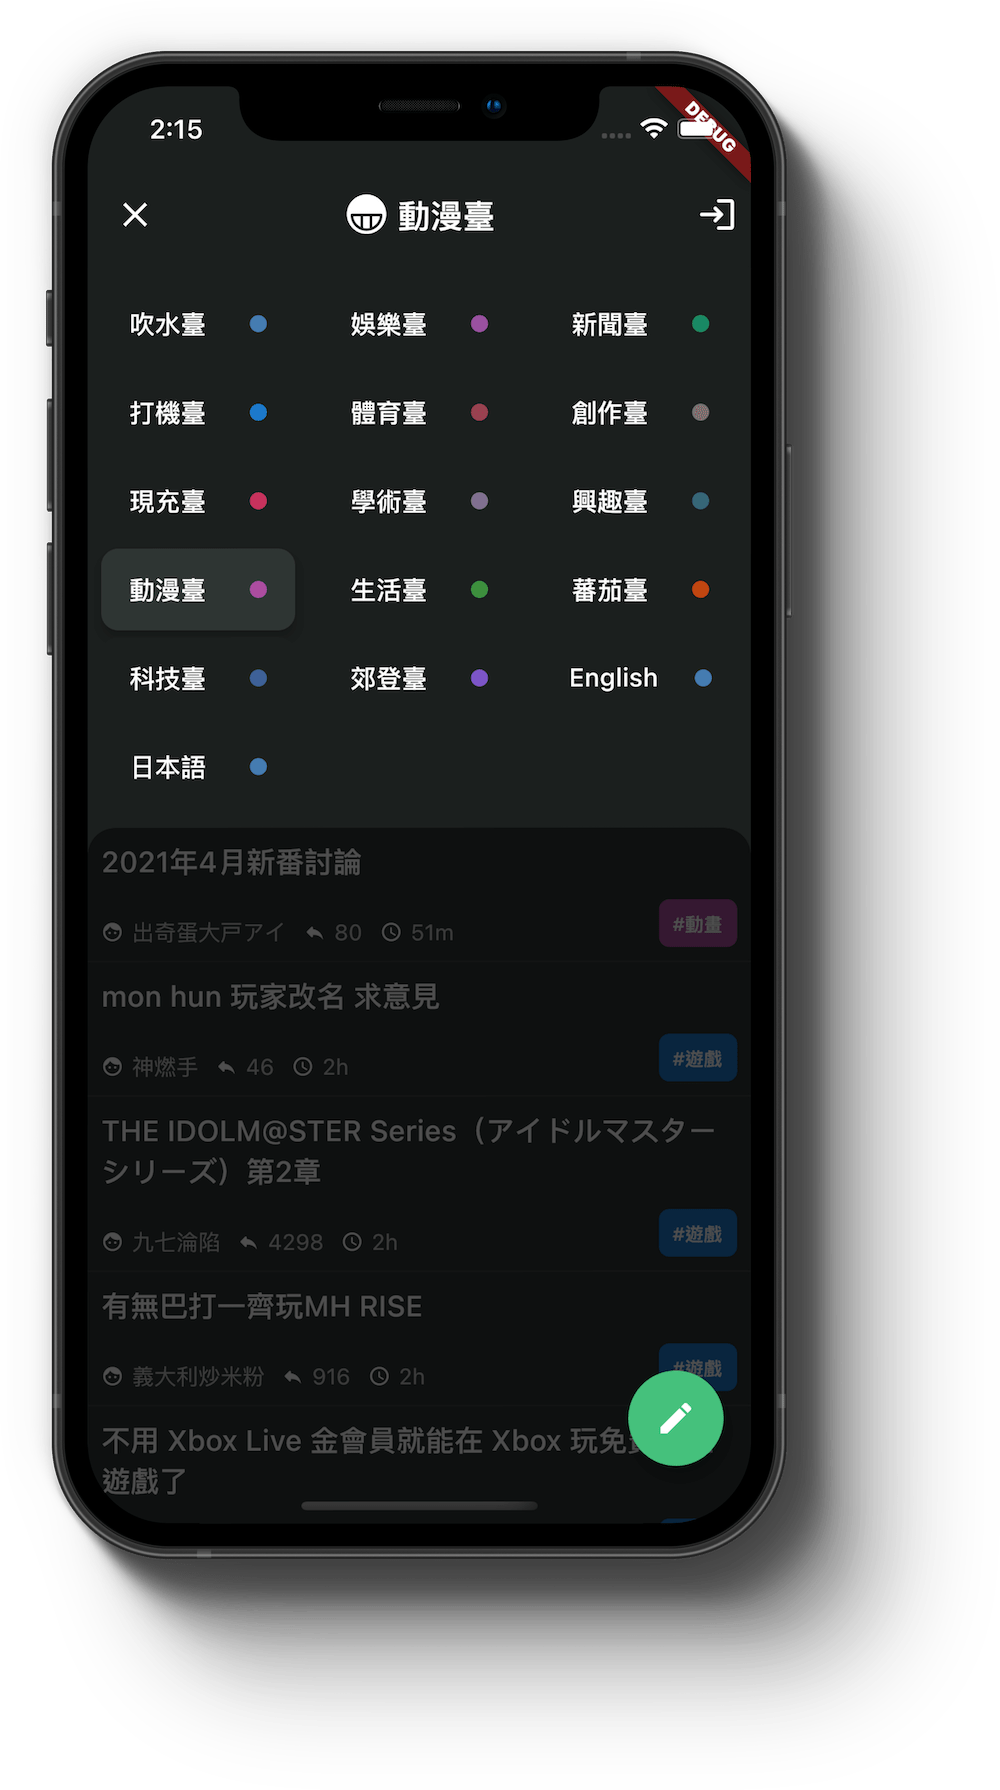 2:15
DEBUG
動漫臺
吹水臺 娛樂臺 新聞臺
打機臺 體育臺 創作臺
現充臺 學術臺 興趣臺
動漫臺 生活臺 蕃茄臺
科技臺 郊登臺 English
日本語
2021年4月新番討論
出奇蛋大戸アイ 80 51m #動畫
mon hun 玩家改名 求意見
神燃手 46 2h #遊戲
THE IDOLM@STER Series（アイドルマスター
シリーズ）第2章
九七淪陷 4298 2h #遊戲
有無巴打一齊玩MH RISE
義大利炒米粉 916 2h #遊戲
不用 Xbox Live 金會員就能在 Xbox 玩免
遊戲了